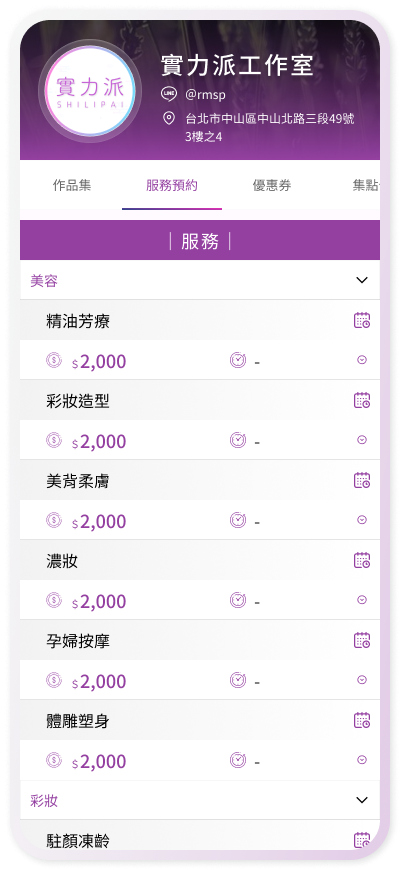 實力派
SHILIPAI
實力派工作室
LINE
@rmsp
台北市中山區中山北路三段49號
3樓之4
作品集 服務預約 優惠券 集點
｜服務｜
美容
精油芳療
$2,000 -
彩妝造型
$2,000 -
美背柔膚
$2,000 -
濃妝
$2,000 -
孕婦按摩
$2,000 -
體雕塑身
$2,000 -
彩妝
駐顏凍齡